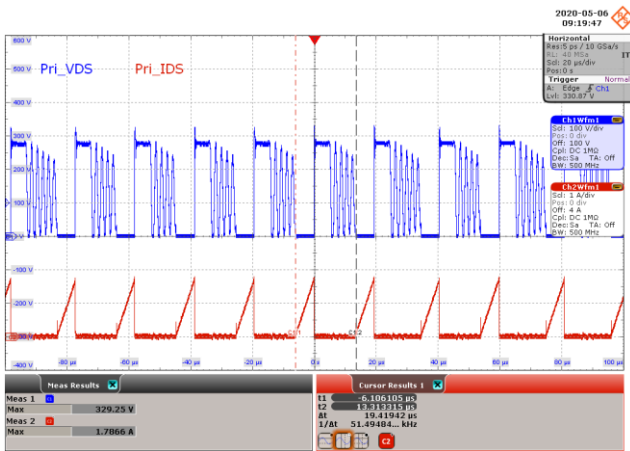 2020-05-06
09:19:47
Horizontal
Res:5 ps / 10 GSa/s
RL: 40 MSa IT
Scl: 20 µs/div
Pos:0 s
Trigger Normal
A: Edge Ch1
Lvl: 330.87 V
Pri_VDS Pri_IDS
600 V
500 V
400 V
300 V
200 V
100 V
0 V
-100 V
-200 V
-300 V
-400 V
-80 µs -60 µs -40 µs -20 µs 0 s 20 µs 40 µs 60 µs 80 µs 100 µs
Ch1Wfm1
Scl: 100 V/div
Pos: 0 div
Off: 180 V
Cpl: DC 1MΩ
Dec: Sa TA: Off
BW: 500 MHz
Ch2Wfm1
Scl: 1 A/div
Pos: 0 div
Off: 4 A
Cpl: DC 1MΩ
Dec: Sa TA: Off
BW: 500 MHz
Meas Results
Meas 1 C1
Max 329.25 V
Meas 2 C2
Max 1.7866 A
Cursor Results 1
t1 -6.106105 µs
t2 13.313315 µs
Δt 19.41942 µs
1/Δt 51.49484... kHz
C2